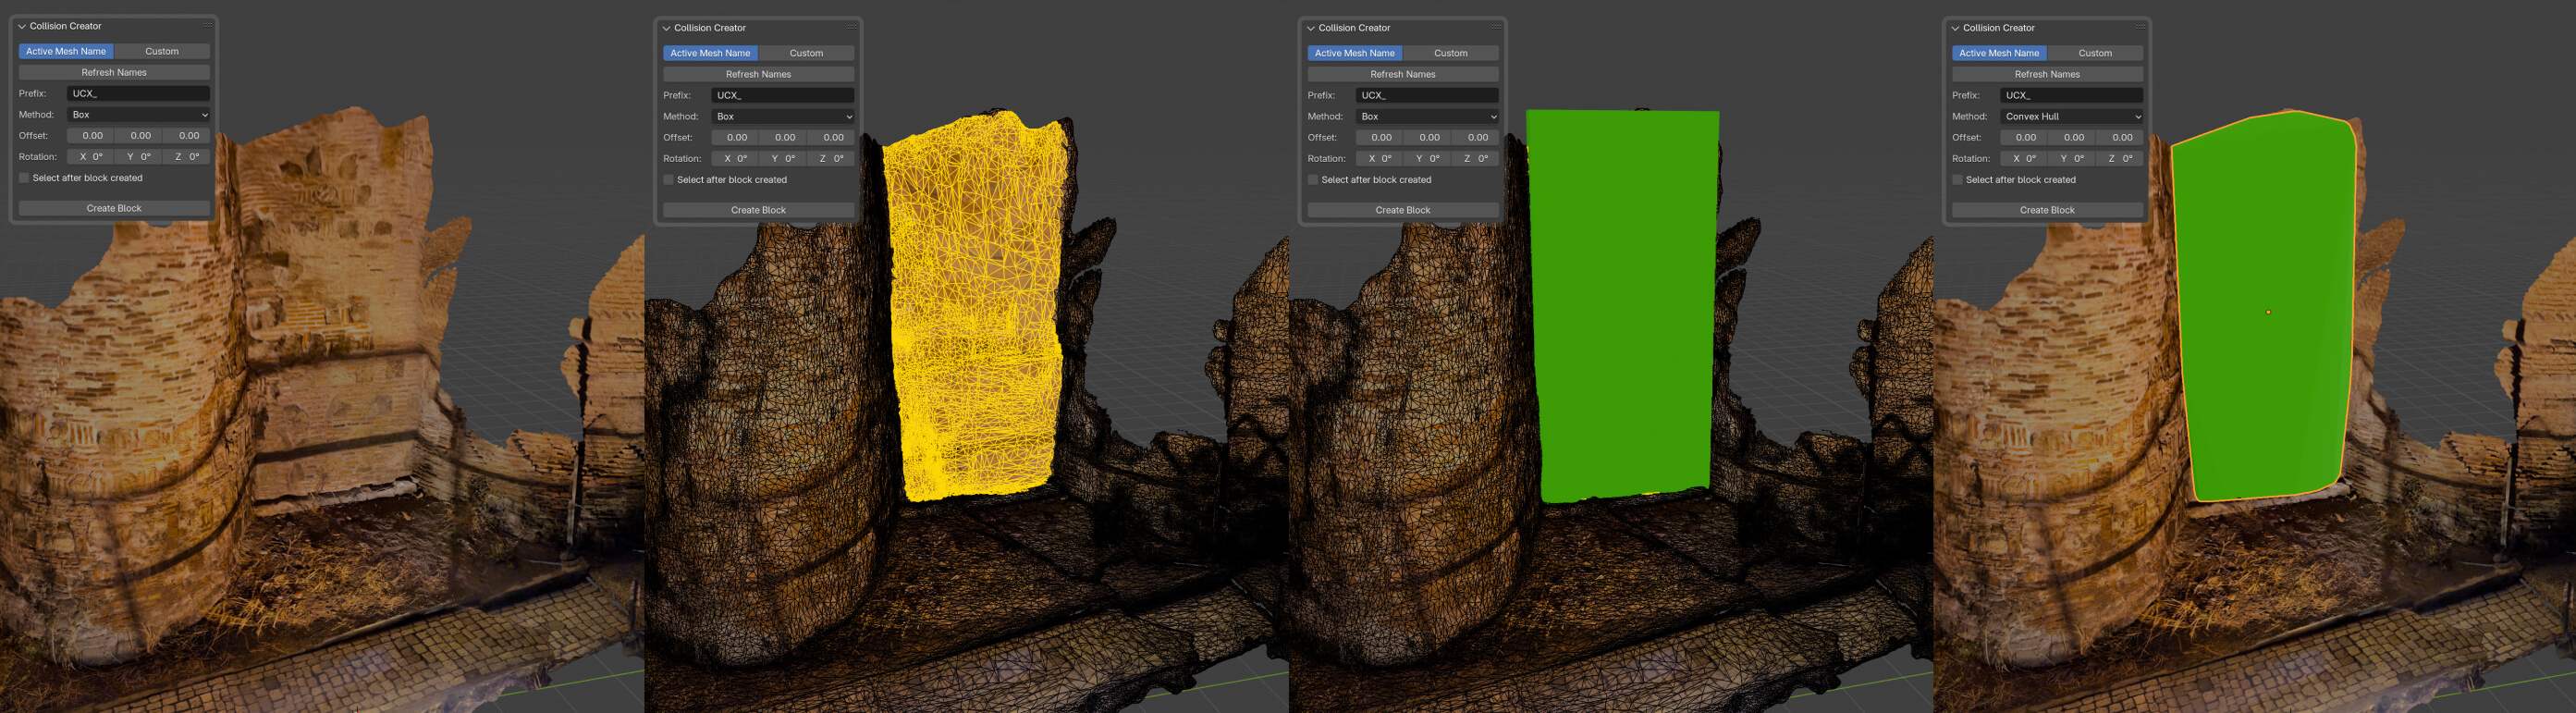 Collision Creator
Active Mesh Name Custom
Refresh Names
Prefix: UCX_
Method: Box
Offset: 0.00 0.00 0.00
Rotation: X 0° Y 0° Z 0°
Select after block created
Create Block
Collision Creator
Active Mesh Name Custom
Refresh Names
Prefix: UCX_
Method: Box
Offset: 0.00 0.00 0.00
Rotation: X 0° Y 0° Z 0°
Select after block created
Create Block
Collision Creator
Active Mesh Name Custom
Refresh Names
Prefix: UCX_
Method: Box
Offset: 0.00 0.00 0.00
Rotation: X 0° Y 0° Z 0°
Select after block created
Create Block
Collision Creator
Active Mesh Name Custom
Refresh Names
Prefix: UCX_
Method: Convex Hull
Offset: 0.00 0.00 0.00
Rotation: X 0° Y 0° Z 0°
Select after block created
Create Block